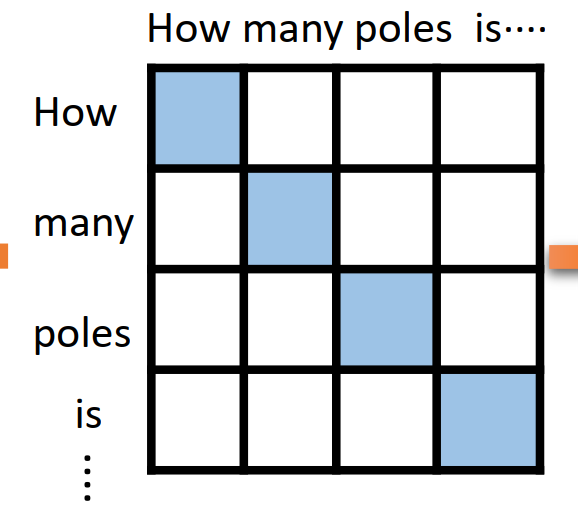 How many poles is....
How
many
poles
is